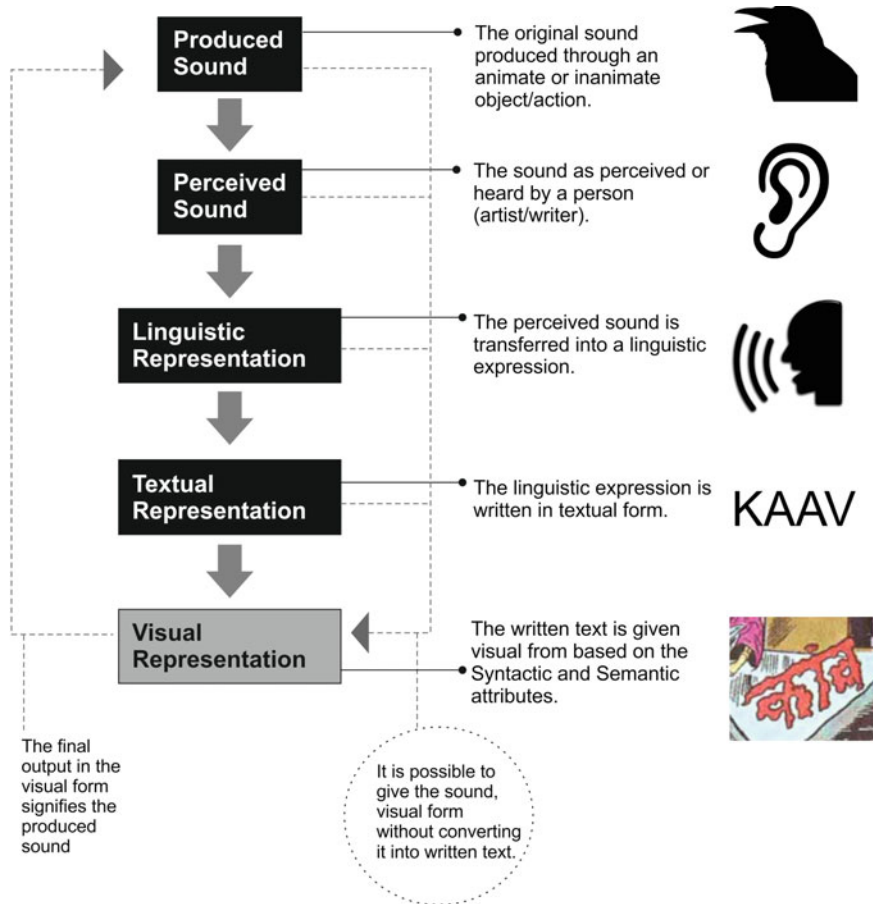 Produced
Sound
The original sound
produced through an
animate or inanimate
object/action.
Perceived
Sound
The sound as perceived or
heard by a person
(artist/writer).
Linguistic
Representation
The perceived sound is
transferred into a linguistic
expression.
Textual
Representation
The linguistic expression is
written in textual form.
KAAV
Visual
Representation
The written text is given
visual from based on the
Syntactic and Semantic
attributes.
काव
The final
output in the
visual form
signifies the
produced
sound
It is possible to
give the sound,
visual form
without converting
it into written text.